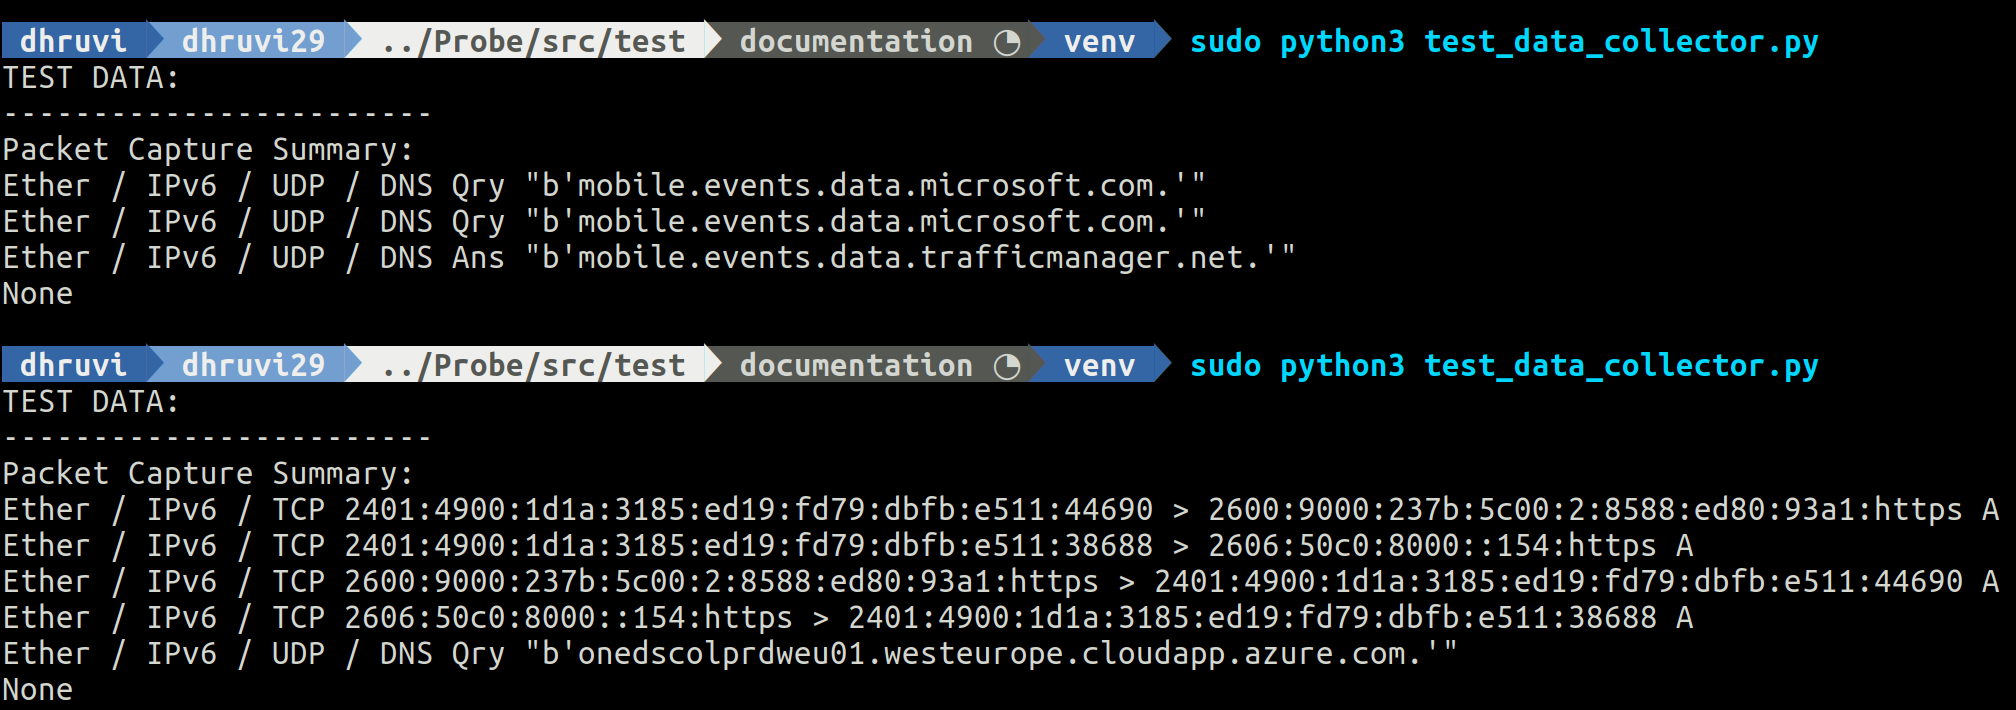 dhruvi dhruvi29 ../Probe/src/test documentation ◔ venv sudo python3 test_data_collector.py
TEST DATA:
------------------------
Packet Capture Summary:
Ether / IPv6 / UDP / DNS Qry "b'mobile.events.data.microsoft.com.'"
Ether / IPv6 / UDP / DNS Qry "b'mobile.events.data.microsoft.com.'"
Ether / IPv6 / UDP / DNS Ans "b'mobile.events.data.trafficmanager.net.'"
None
dhruvi dhruvi29 ../Probe/src/test documentation ◔ venv sudo python3 test_data_collector.py
TEST DATA:
------------------------
Packet Capture Summary:
Ether / IPv6 / TCP 2401:4900:1d1a:3185:ed19:fd79:dbfb:e511:44690 > 2600:9000:237b:5c00:2:8588:ed80:93a1:https A
Ether / IPv6 / TCP 2401:4900:1d1a:3185:ed19:fd79:dbfb:e511:38688 > 2606:50c0:8000::154:https A
Ether / IPv6 / TCP 2600:9000:237b:5c00:2:8588:ed80:93a1:https > 2401:4900:1d1a:3185:ed19:fd79:dbfb:e511:44690 A
Ether / IPv6 / TCP 2606:50c0:8000::154:https > 2401:4900:1d1a:3185:ed19:fd79:dbfb:e511:38688 A
Ether / IPv6 / UDP / DNS Qry "b'onedscolprdweu01.westeurope.cloudapp.azure.com.'"
None